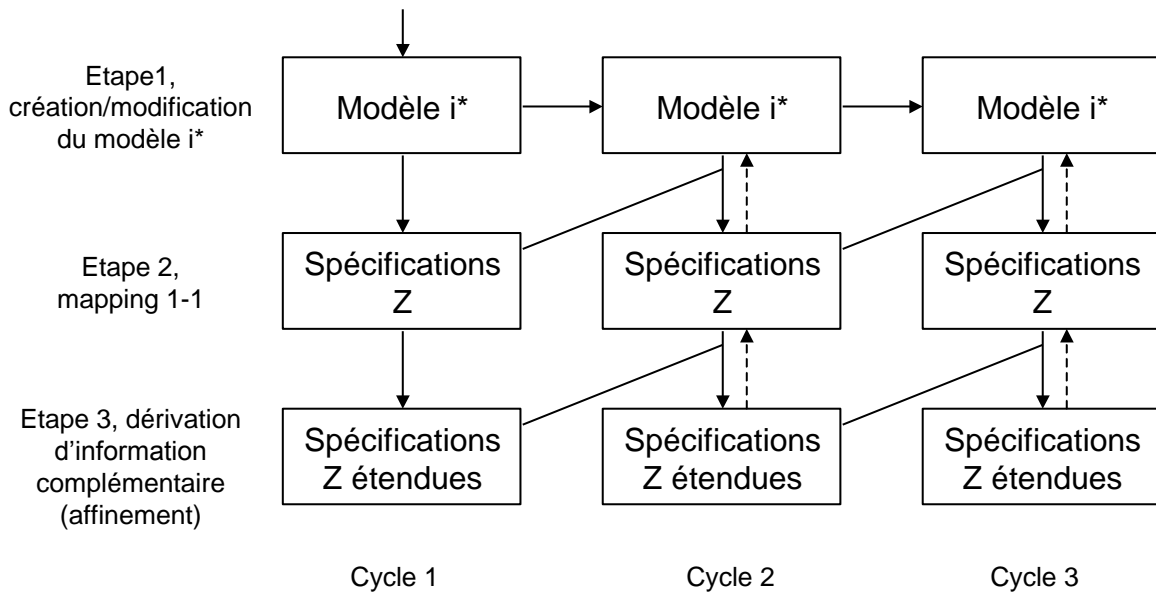 Etape1,
création/modification
du modèle i*
Modèle i*
Modèle i*
Modèle i*
Etape 2,
mapping 1-1
Spécifications
Z
Spécifications
Z
Spécifications
Z
Etape 3, dérivation
d’information
complémentaire
(affinement)
Spécifications
Z étendues
Spécifications
Z étendues
Spécifications
Z étendues
Cycle 1
Cycle 2
Cycle 3